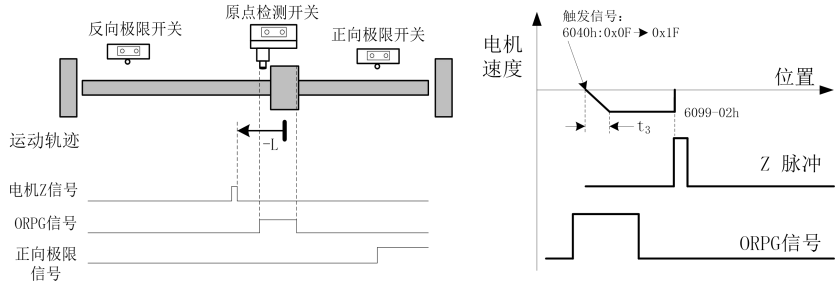 原点检测开关
反向极限开关
正向极限开关
运动轨迹
-L
电机Z信号
ORPG信号
正向极限
信号
触发信号:
6040h:0x0F→0x1F
电机
速度
位置
6099-02h
t3
Z 脉冲
ORPG信号